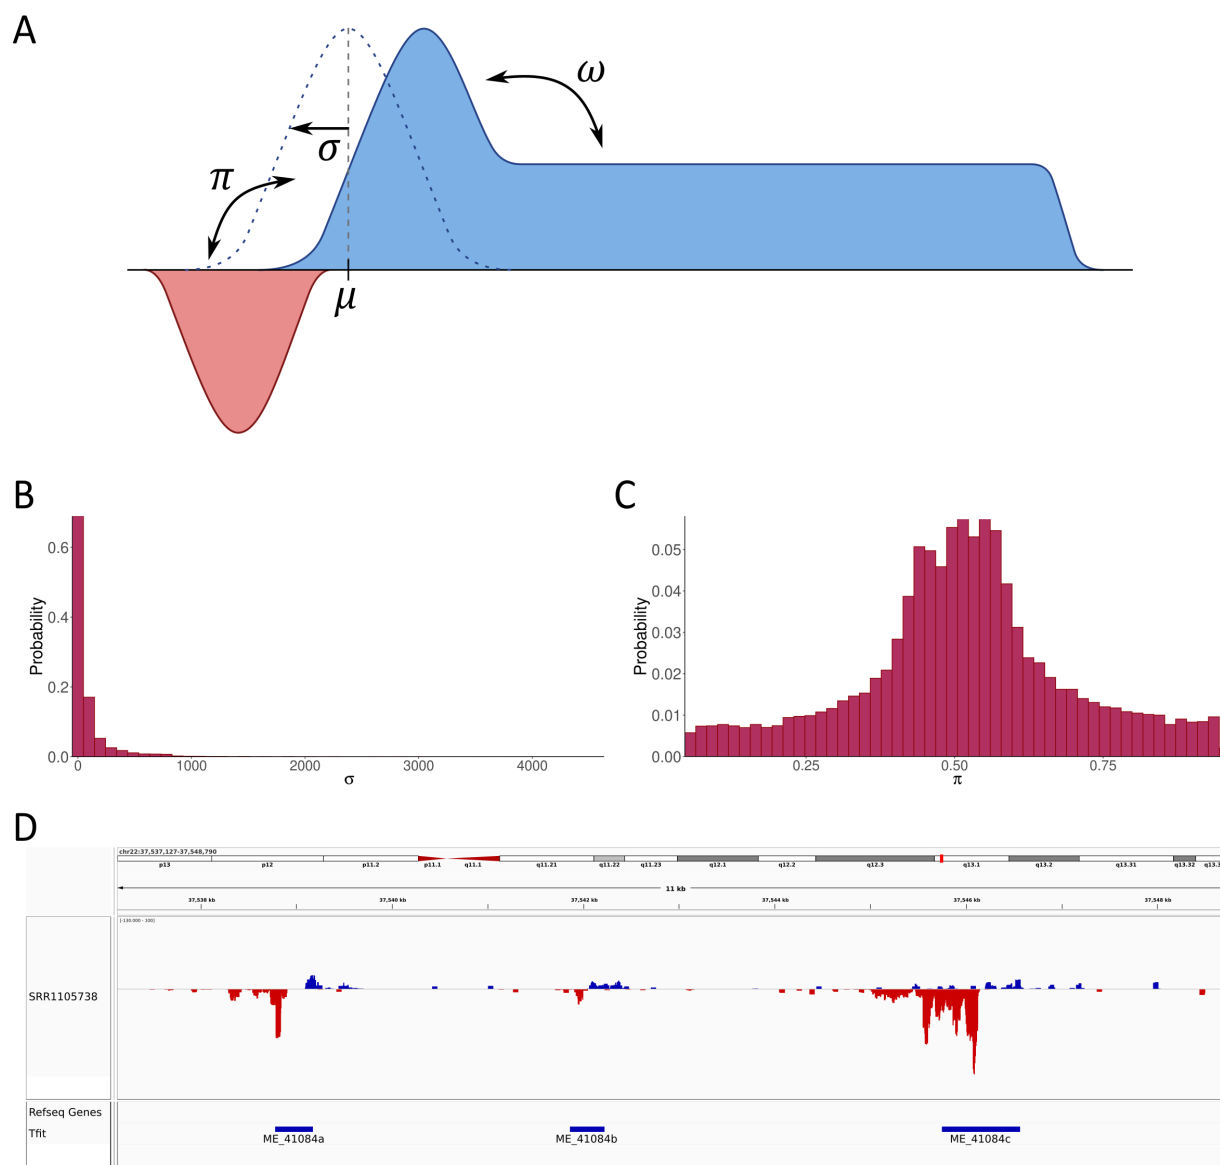 A
ω
σ
π
μ
B
C
Probability
0.6
0.4
0.2
0.0
0
1000
2000
3000
4000
σ
Probability
0.05
0.04
0.03
0.02
0.01
0.00
0.25
0.50
0.75
π
D
chr22:37,537,127-37,548,790
p13 p12 p11.2 p11.1 q11.1 q11.21 q11.22 q11.23 q12.1 q12.2 q12.3 q13.1 q13.2 q13.31 q13.32 q13.3
11 kb
37,538 kb 37,540 kb 37,542 kb 37,544 kb 37,546 kb 37,548 kb
[-130.000 - 100]
SRR1105738
Refseq Genes
Tfit
ME_41084a ME_41084b ME_41084c